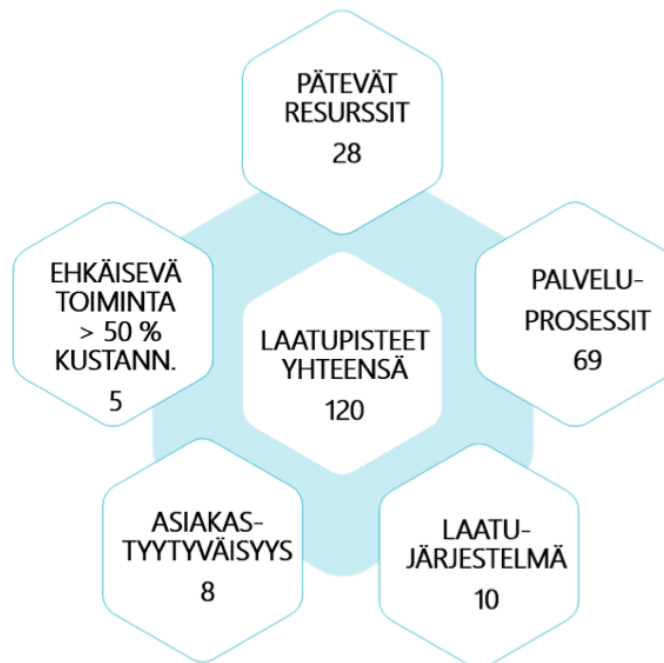 PÄTEVÄT
RESURSSIT
28
EHKÄISEVÄ
TOIMINTA
> 50 %
KUSTANN.
5
PALVELU-
PROSESSIT
69
LAATUPISTEET
YHTEENSÄ
120
ASIAKAS-
TYYTYVÄISYYS
8
LAATU-
JÄRJESTELMÄ
10